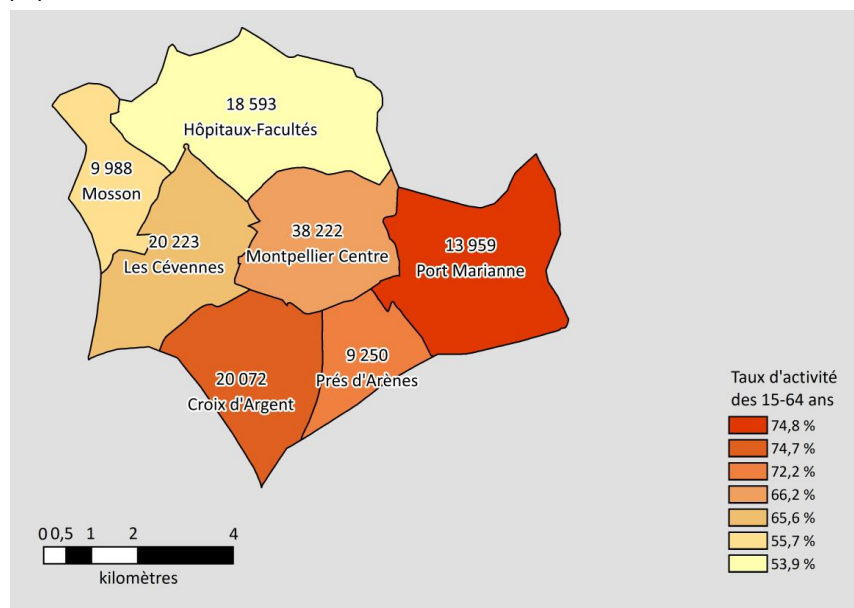 18 593
Hôpitaux-Facultés
9 988
Mosson
38 222
Montpellier Centre
20 223
Les Cévennes
13 959
Port Marianne
9 250
Prés d'Arènes
20 072
Croix d'Argent
Taux d'activité
des 15-64 ans
74,8 %
74,7 %
72,2 %
66,2 %
65,6 %
55,7 %
53,9 %
0 0,5 1 2 4
kilomètres